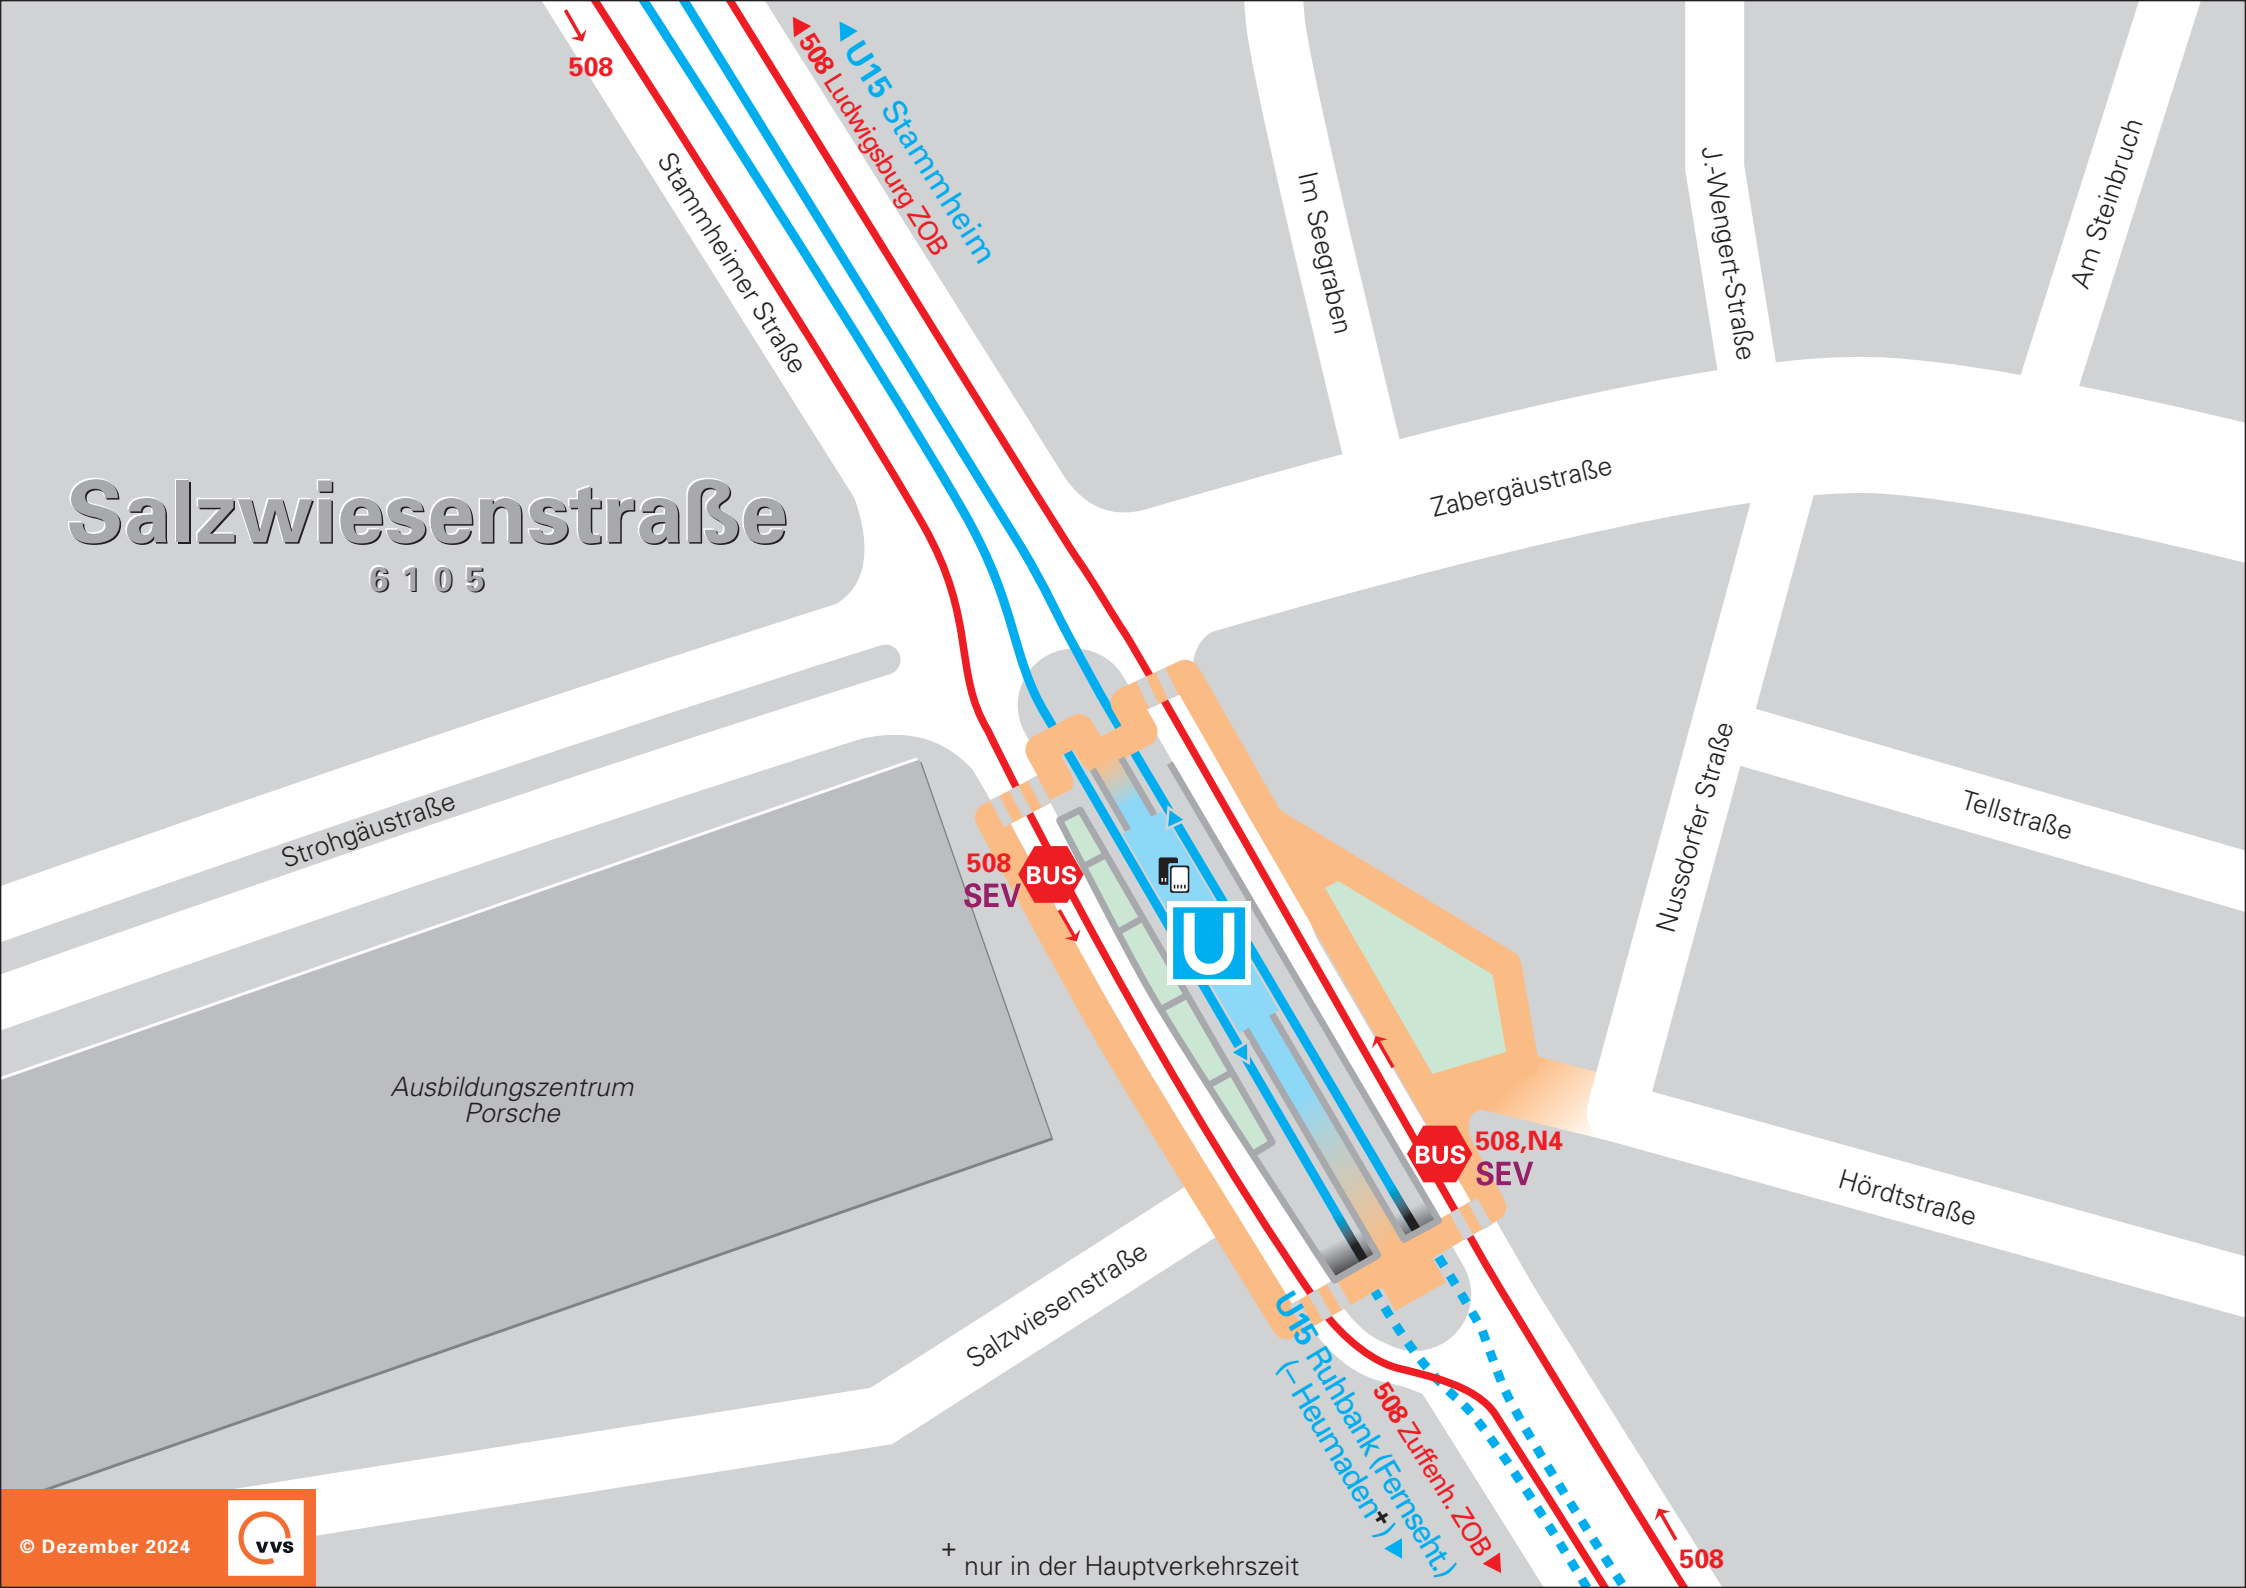 508
◀ U15 Stammheim
◀ 508 Ludwigsburg ZOB
Stammheimer Straße
Im Seegraben
J.-Wengert-Straße
Am Steinbruch
Zabergäustraße
Salzwiesenstraße
6105
Strohgäustraße
Nussdorfer Straße
Tellstraße
508
SEV
BUS
U
Ausbildungszentrum
Porsche
BUS
508,N4
SEV
Hördtstraße
Salzwiesenstraße
U15 Ruhbank (Fernseht.)
(– Heumaden+) ▶
508 Zuffenh. ZOB ▶
508
+ nur in der Hauptverkehrszeit
© Dezember 2024
vvs